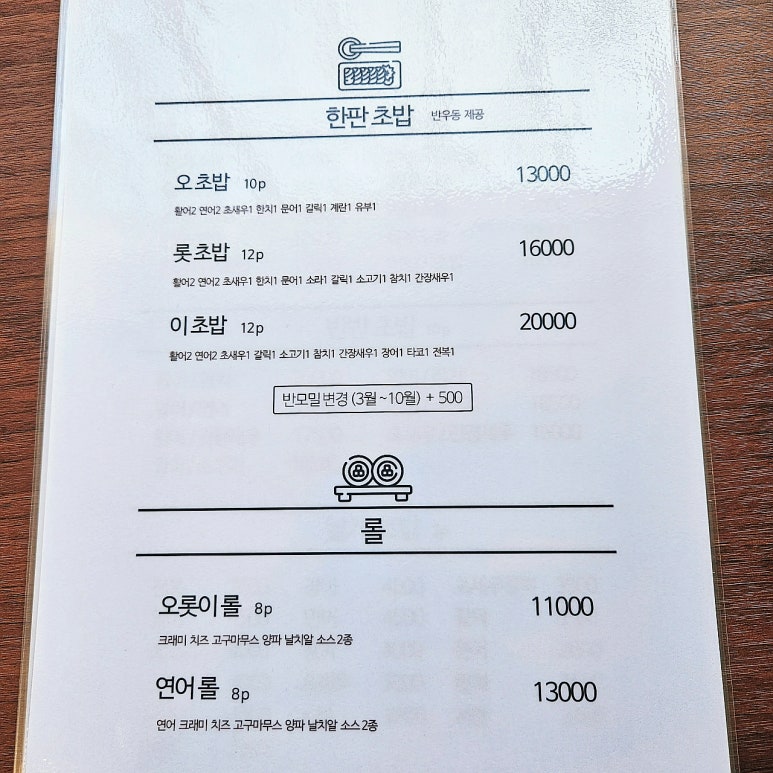 한판 초밥 반우동 제공
오 초밥 10p 13000
활어2 연어2 초새우1 한치1 문어1 갈릭1 계란1 유부1
롯 초밥 12p 16000
활어2 연어2 초새우1 한치1 문어1 소라1 갈릭1 소고기1 참치1 간장새우1
이 초밥 12p 20000
활어2 연어2 초새우1 갈릭1 소고기1 참치1 간장새우1 장어1 타코1 전복1
반모밀 변경 (3월~10월) + 500
롤
오롯이 롤 8p 11000
크래미 치즈 고구마무스 양파 날치알 소스2종
연어 롤 8p 13000
연어 크래미 치즈 고구마무스 양파 날치알 소스2종